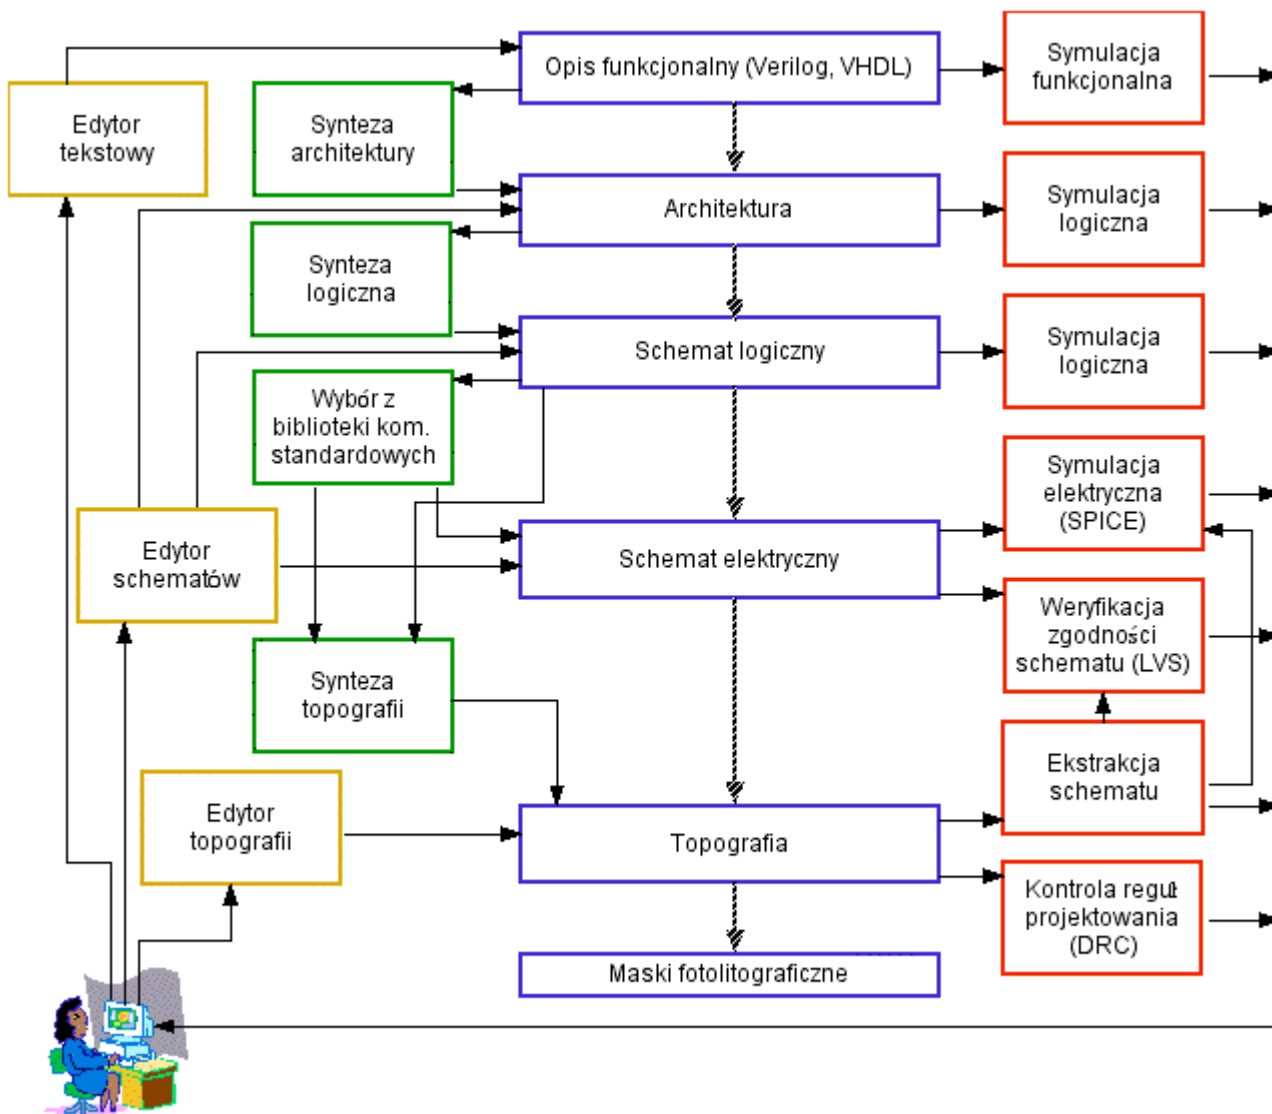 Opis funkcjonalny (Verilog, VHDL)
Symulacja
funkcjonalna
Edytor
tekstowy
Synteza
architektury
Architektura
Symulacja
logiczna
Synteza
logiczna
Schemat logiczny
Symulacja
logiczna
Wybór z
biblioteki kom.
standardowych
Symulacja
elektryczna
(SPICE)
Edytor
schematów
Schemat elektryczny
Weryfikacja
zgodności
schematu (LVS)
Synteza
topografii
Ekstrakcja
schematu
Edytor
topografii
Topografia
Kontrola reguł
projektowania
(DRC)
Maski fotolitograficzne